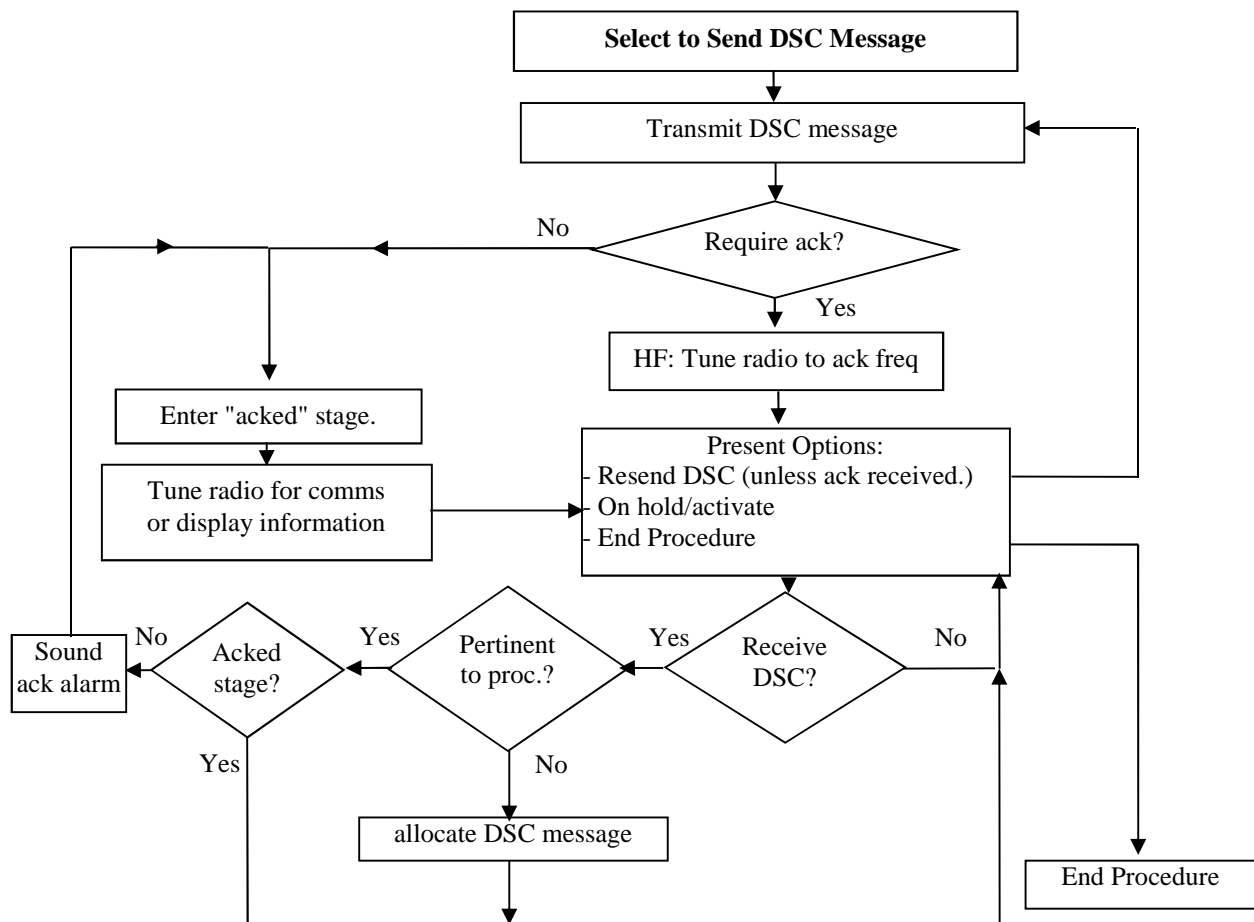 Select to Send DSC Message
Transmit DSC message
No
Require ack?
Yes
HF: Tune radio to ack freq
Enter "acked" stage.
Tune radio for comms
or display information
Present Options:
- Resend DSC (unless ack received.)
- On hold/activate
- End Procedure
Sound
ack alarm
No
Acked
stage?
Yes
Pertinent
to proc.?
Yes
Receive
DSC?
No
Yes
No
allocate DSC message
End Procedure